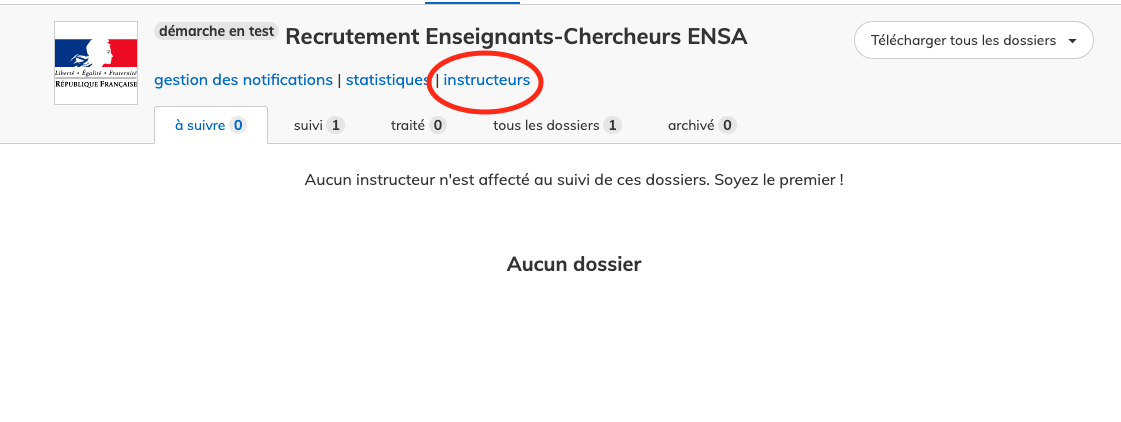 démarche en test Recrutement Enseignants-Chercheurs ENSA
Télécharger tous les dossiers
Liberté • Égalité • Fraternité
RÉPUBLIQUE FRANÇAISE
gestion des notifications | statistiques | instructeurs
à suivre 0 suivi 1 traité 0 tous les dossiers 1 archivé 0
Aucun instructeur n'est affecté au suivi de ces dossiers. Soyez le premier !
Aucun dossier